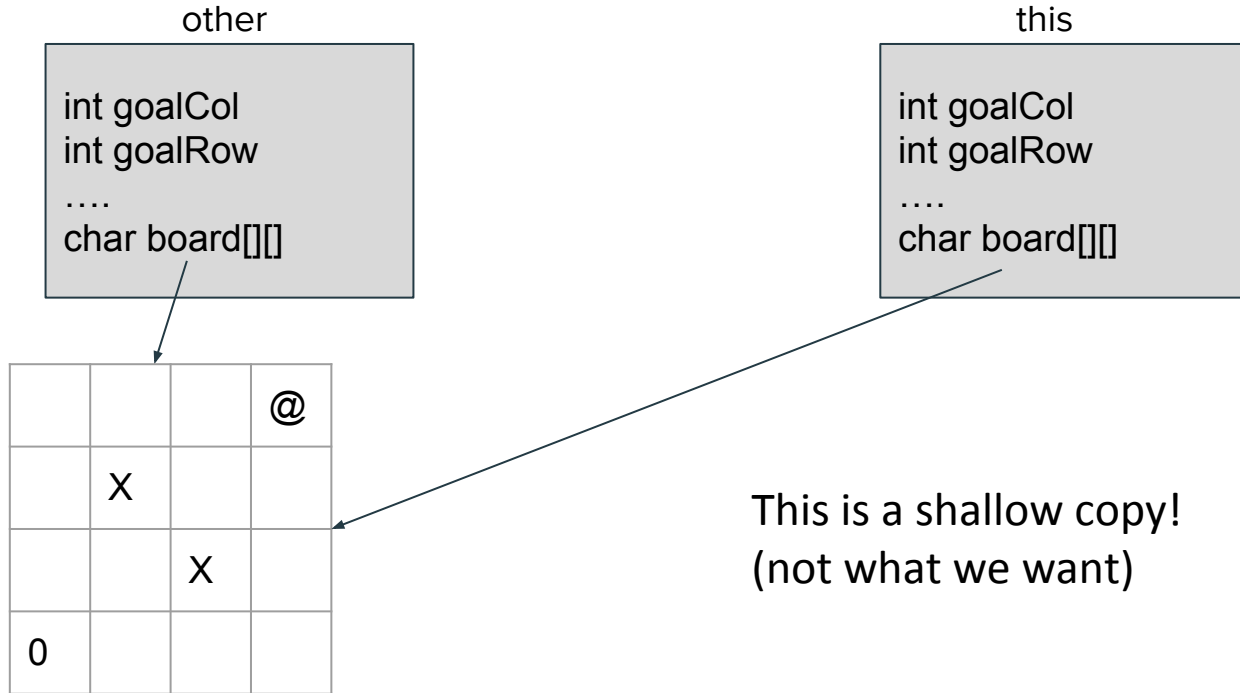 other
int goalCol
int goalRow
....
char board[][]
this
int goalCol
int goalRow
....
char board[][]
@
X
X
0
This is a shallow copy!
(not what we want)